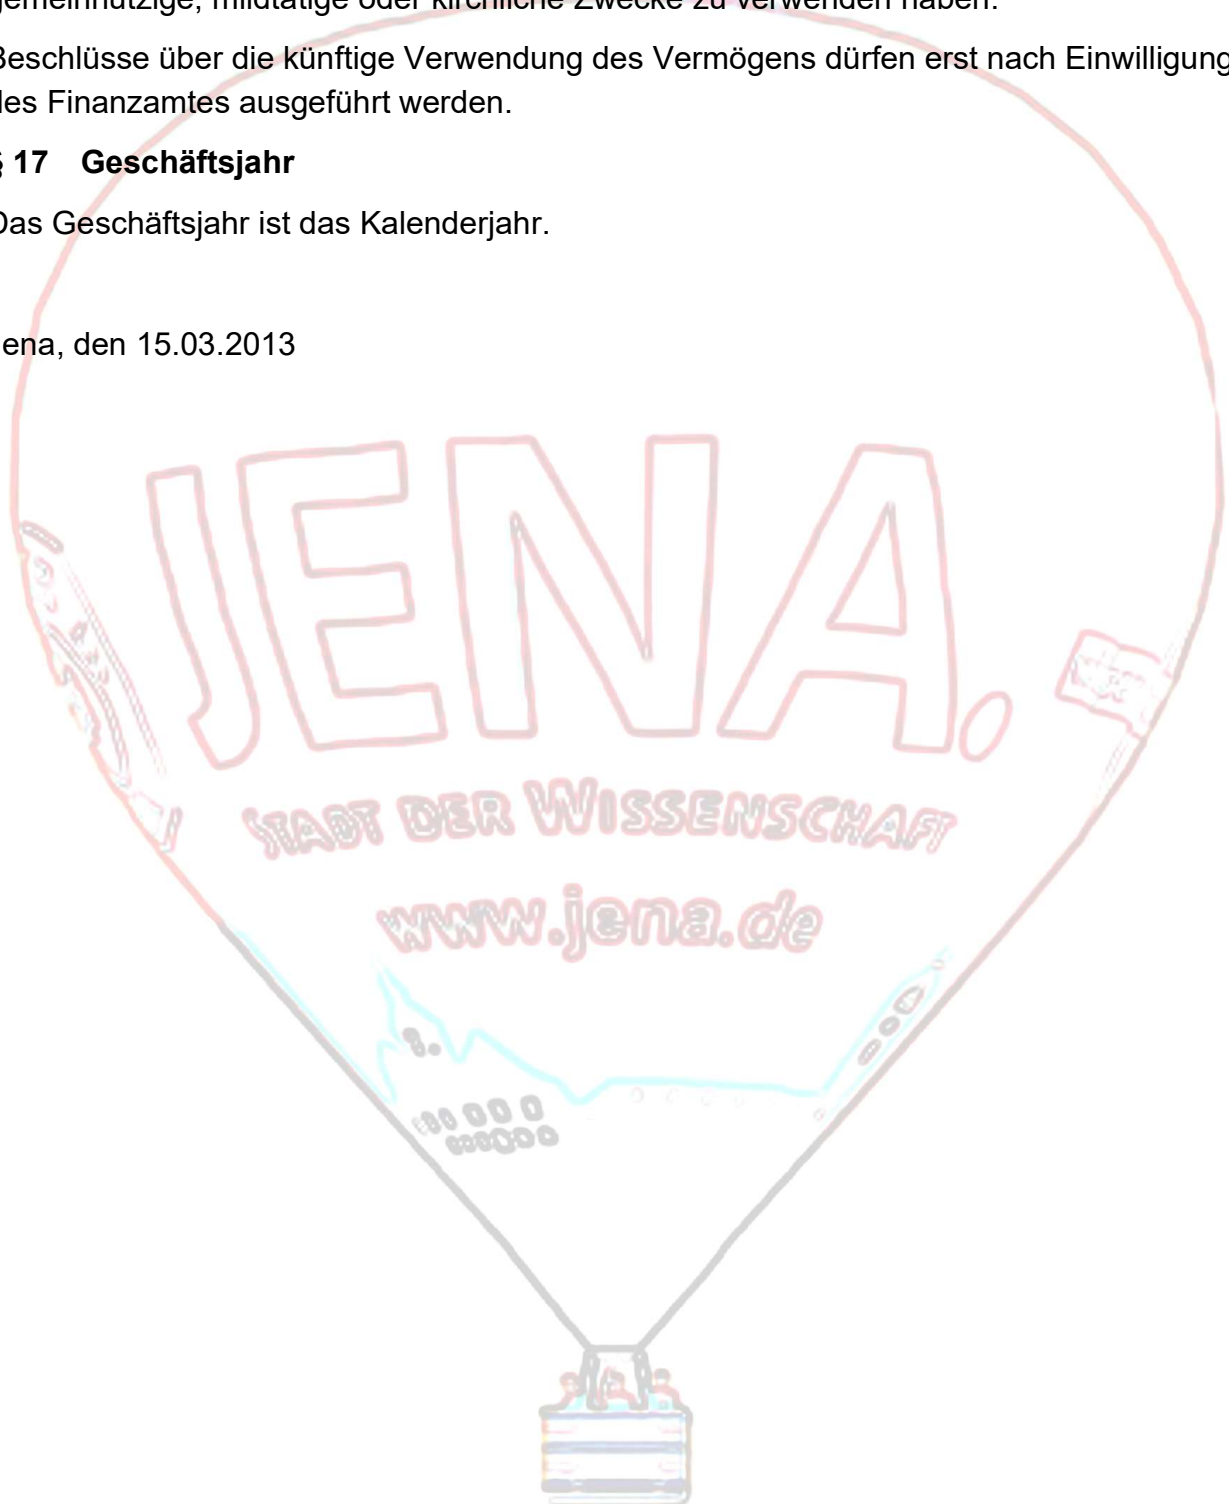 gemeinnützige, mildtätige oder kirchliche Zwecke zu verwenden haben.
Beschlüsse über die künftige Verwendung des Vermögens dürfen erst nach Einwilligung
des Finanzamtes ausgeführt werden.
§ 17 Geschäftsjahr
Das Geschäftsjahr ist das Kalenderjahr.
Jena, den 15.03.2013
JENA.
STADT DER WISSENSCHAFT
www.jena.de